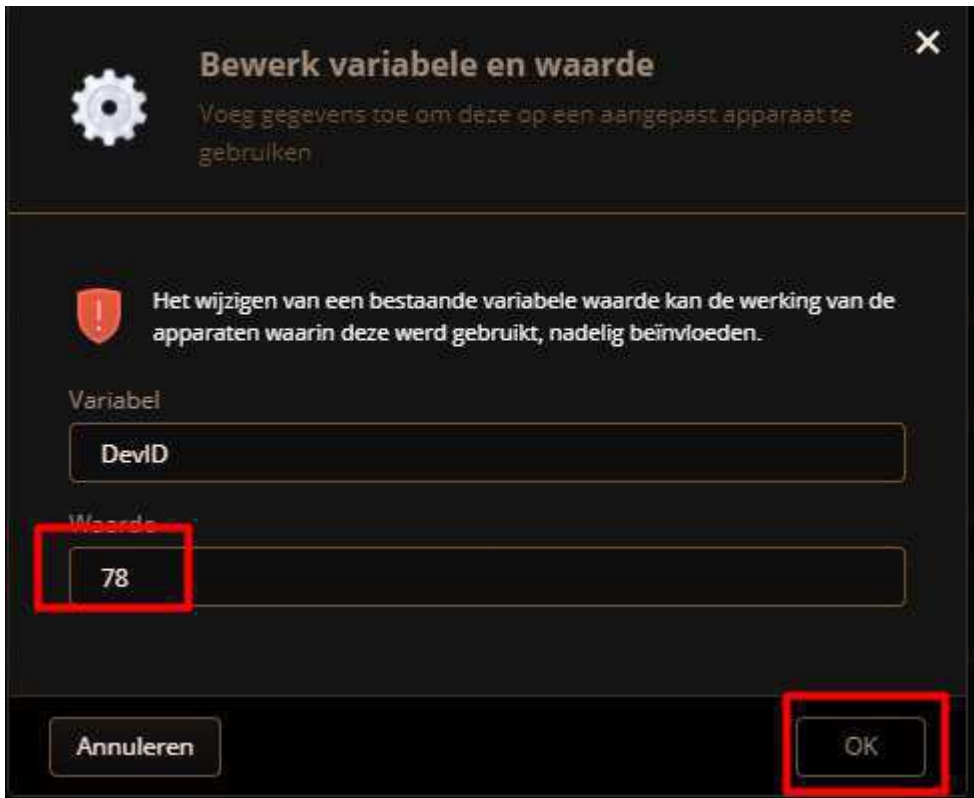 Bewerk variabele en waarde
Voeg gegevens toe om deze op een aangepast apparaat te
gebruiken
Het wijzigen van een bestaande variabele waarde kan de werking van de
apparaten waarin deze werd gebruikt, nadelig beïnvloeden.
Variabel
DevID
Waarde
78
Annuleren
OK